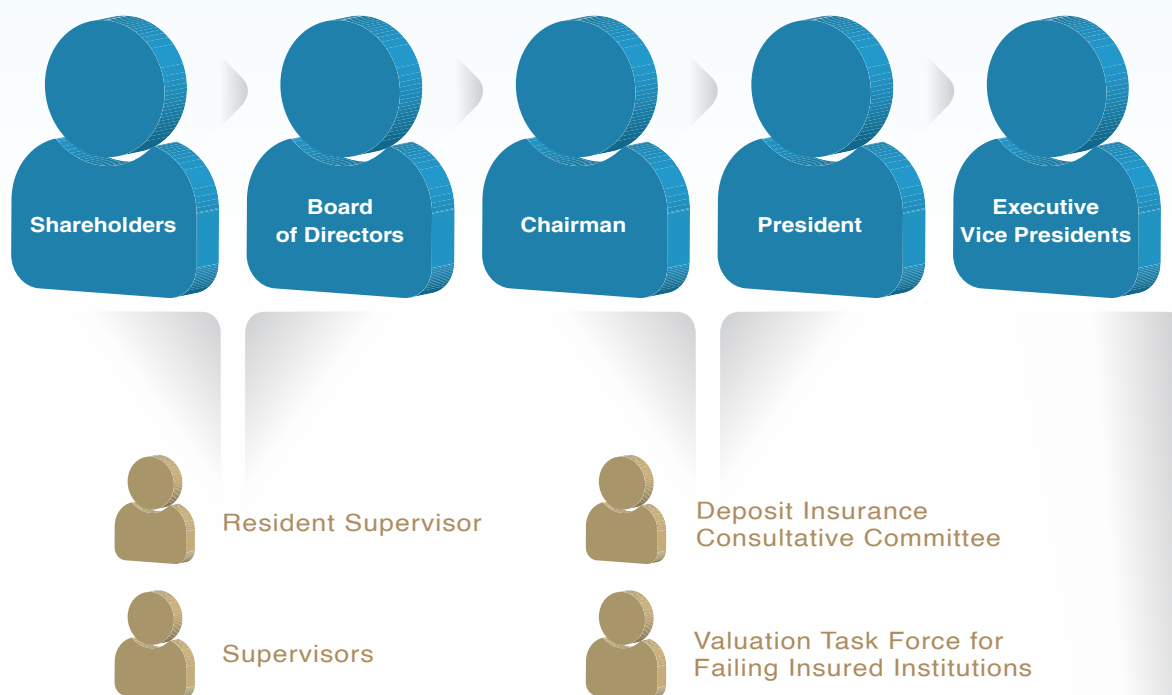 Shareholders
Board
of Directors
Chairman
President
Executive
Vice Presidents
Resident Supervisor
Deposit Insurance
Consultative Committee
Supervisors
Valuation Task Force for
Failing Insured Institutions